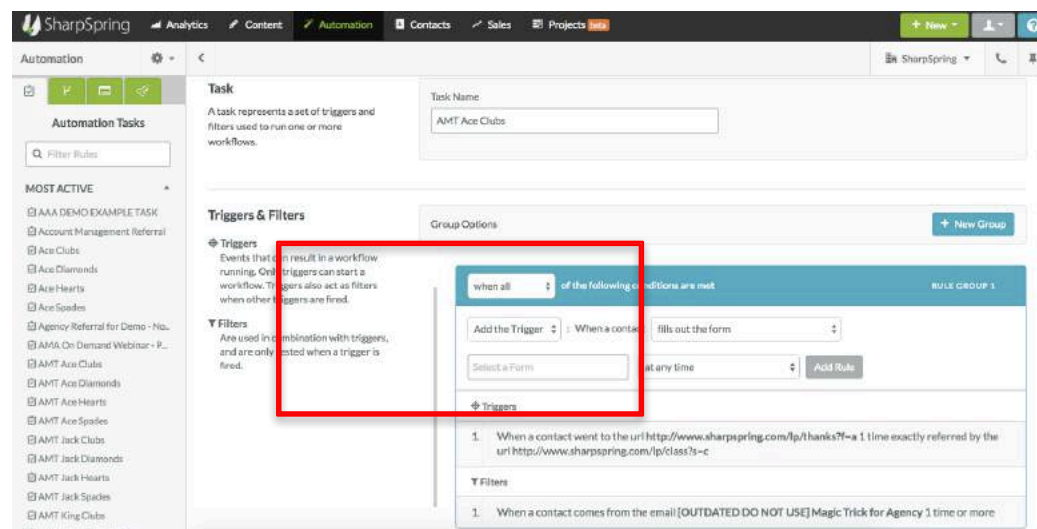 SharpSpring Analytics Content Automation Contacts Sales Projects beta + New
Automation SharpSpring
Automation Tasks
Filter Rules
MOST ACTIVE
AAA DEMO EXAMPLE TASK
Account Management Referral
Ace Clubs
Ace Diamonds
Ace Hearts
Ace Spades
Agency Referral for Demo - No...
AMA On Demand Webinar - P...
AMT Ace Clubs
AMT Ace Diamonds
AMT Ace Hearts
AMT Ace Spades
AMT Jack Clubs
AMT Jack Diamonds
AMT Jack Hearts
AMT Jack Spades
AMT King Clubs
Task
A task represents a set of triggers and
filters used to run one or more
workflows.
Task Name
AMT Ace Clubs
Triggers & Filters
Triggers
Events that can result in a workflow
running. Only triggers can start a
workflow. Triggers also act as filters
when other triggers are fired.
Filters
Are used in combination with triggers,
and are only tested when a trigger is
fired.
Group Options + New Group
when all of the following conditions are met RULE GROUP 1
Add the Trigger : When a contact fills out the form
Select a Form at any time Add Rule
Triggers
1. When a contact went to the url http://www.sharpspring.com/lp/thanks?f=a 1 time exactly referred by the
url http://www.sharpspring.com/lp/class?s=c
Filters
1. When a contact comes from the email [OUTDATED DO NOT USE] Magic Trick for Agency 1 time or more